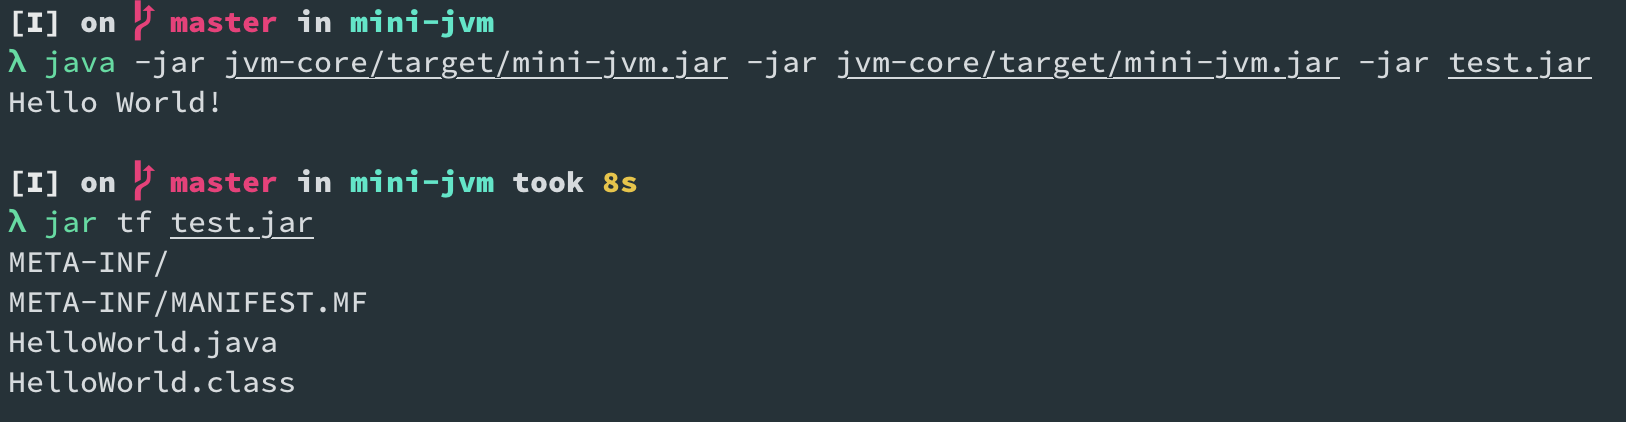 [I] on master in mini-jvm
λ java -jar jvm-core/target/mini-jvm.jar -jar jvm-core/target/mini-jvm.jar -jar test.jar
Hello World!
[I] on master in mini-jvm took 8s
λ jar tf test.jar
META-INF/
META-INF/MANIFEST.MF
HelloWorld.java
HelloWorld.class